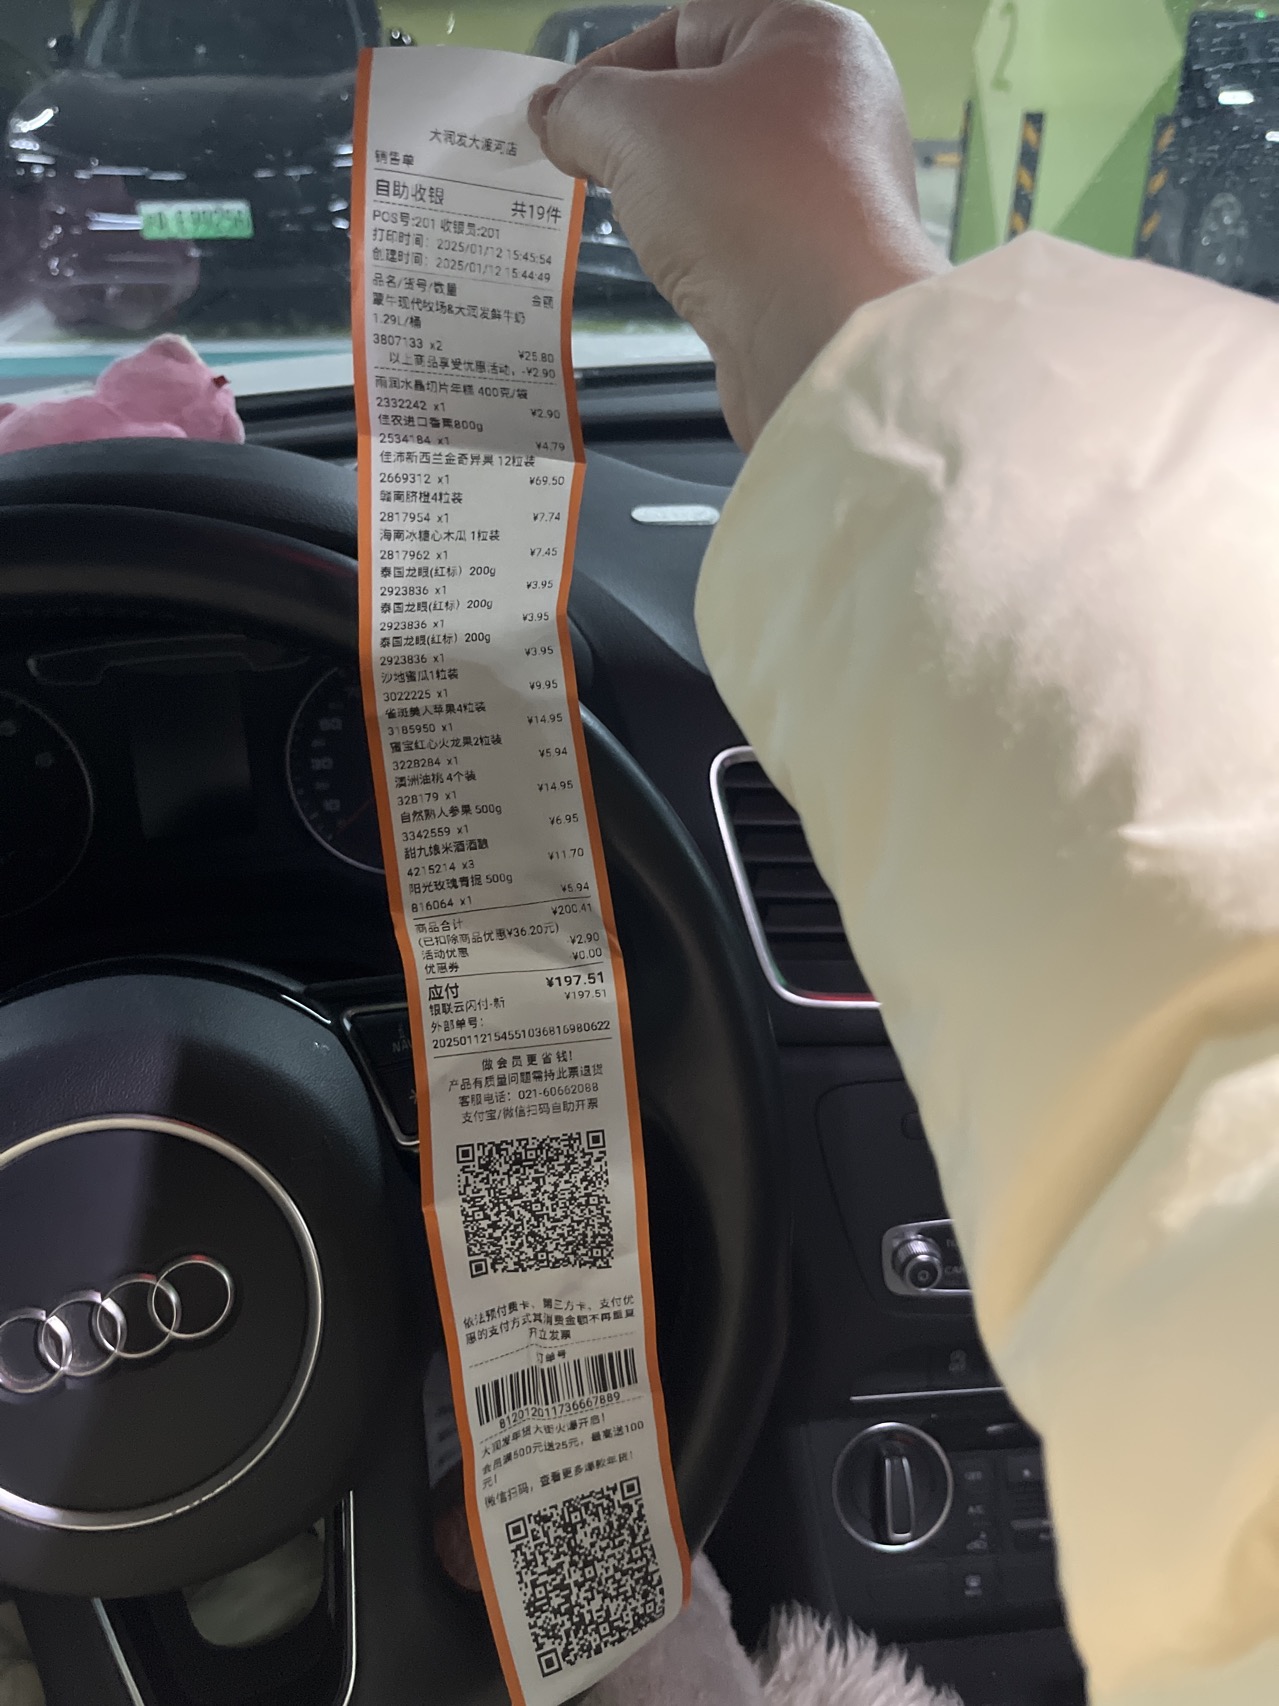 2
大润发大渡河店
销售单
自助收银 共19件
POS号:201 收银员:201
打印时间: 2025/01/12 15:45:54
创建时间: 2025/01/12 15:44:49
品名/货号/数量 金额
蒙牛现代牧场&大润发鲜牛奶
1.29L/桶
3807133 x2 ¥25.80
以上商品享受优惠活动, -¥2.90
雨润水晶切片年糕 400克/袋
2332242 x1 ¥2.90
佳农进口香蕉800g
2534184 x1 ¥4.79
佳沛新西兰金奇异果 12粒装
2669312 x1 ¥69.50
赣南脐橙4粒装
2817954 x1 ¥7.74
海南冰糖心木瓜 1粒装
2817962 x1 ¥7.45
泰国龙眼(红标) 200g
2923836 x1 ¥3.95
泰国龙眼(红标) 200g
2923836 x1 ¥3.95
泰国龙眼(红标) 200g
2923836 x1 ¥3.95
沙地蜜瓜1粒装
3022225 x1 ¥9.95
雀斑美人苹果4粒装
3185950 x1 ¥14.95
蜜宝红心火龙果2粒装
3228284 x1 ¥5.94
澳洲油桃 4个装
328179 x1 ¥14.95
自然熟人参果 500g
3342559 x1 ¥6.95
甜九娘米酒酒酿
4215214 x3 ¥11.70
阳光玫瑰青提 500g
816064 x1 ¥5.94
商品合计 ¥200.41
(已扣除商品优惠¥36.20元)
活动优惠 ¥2.90
优惠券 ¥0.00
应付 ¥197.51
银联云闪付-新 ¥197.51
外部单号:
2025011215455103681698062​2
做会员更省钱!
产品有质量问题需持此票退货
客服电话: 021-60662088
支付宝/微信扫码自助开票
依法预付费卡、第三方卡、支付优
惠的支付方式其消费金额不再重复
开立发票
订单号
812012011736667889
大润发年货大街火爆开启!
会员满500元送25元, 最高送100
元!
微信扫码, 查看更多爆款年货!
NAV
A/C